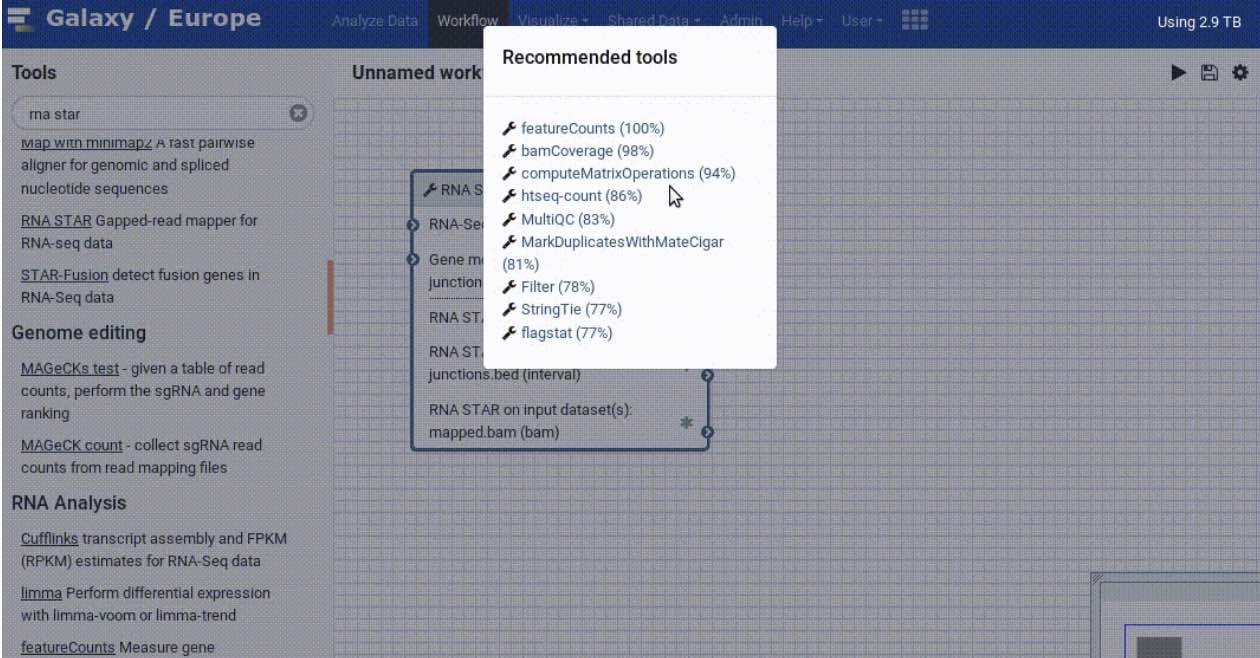 Galaxy / Europe
Analyze Data Workflow Visualize Shared Data Admin Help User
Using 2.9 TB
Tools
rna star
Map with minimap2 A fast pairwise
aligner for genomic and spliced
nucleotide sequences
RNA STAR Gapped-read mapper for
RNA-seq data
STAR-Fusion detect fusion genes in
RNA-Seq data
Genome editing
MAGeCKs test - given a table of read
counts, perform the sgRNA and gene
ranking
MAGeCK count - collect sgRNA read
counts from read mapping files
RNA Analysis
Cufflinks transcript assembly and FPKM
(RPKM) estimates for RNA-Seq data
limma Perform differential expression
with limma-voom or limma-trend
featureCounts Measure gene
Unnamed work
RNA S
RNA-Se
Gene m
junction
RNA ST
RNA ST
junctions.bed (interval)
RNA STAR on input dataset(s):
mapped.bam (bam)
Recommended tools
featureCounts (100%)
bamCoverage (98%)
computeMatrixOperations (94%)
htseq-count (86%)
MultiQC (83%)
MarkDuplicatesWithMateCigar
(81%)
Filter (78%)
StringTie (77%)
flagstat (77%)